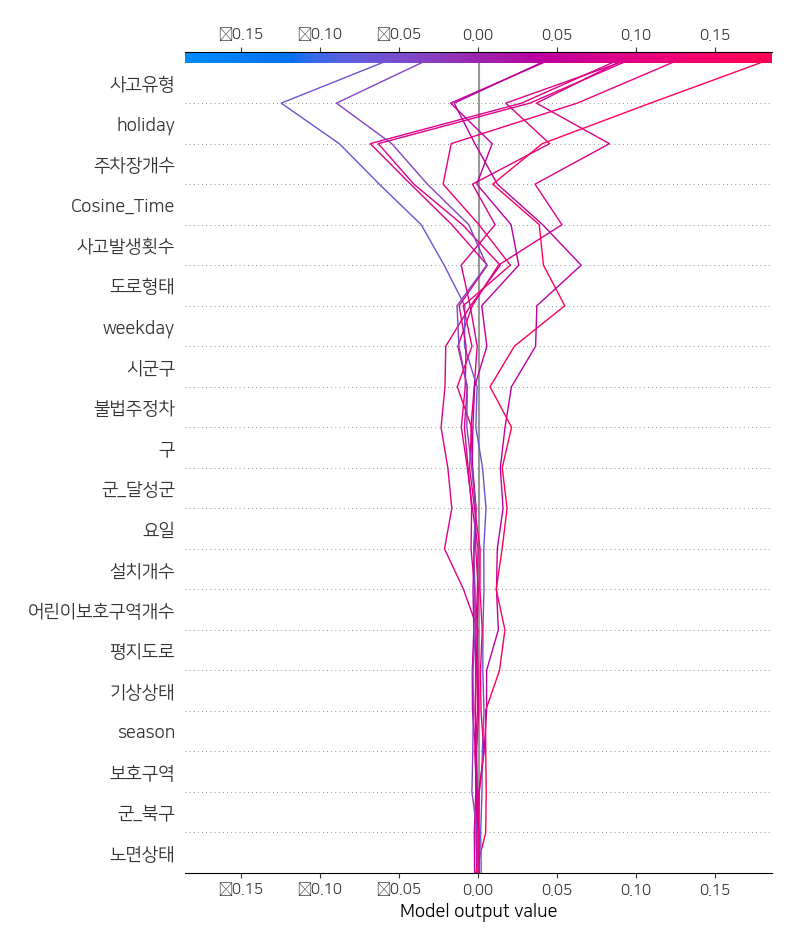 0.15 0.10 0.05 0.00 0.05 0.10 0.15
사고유형
holiday
주차장개수
Cosine_Time
사고발생횟수
도로형태
weekday
시군구
불법주정차
구
군_달성군
요일
설치개수
어린이보호구역개수
평지도로
기상상태
season
보호구역
군_북구
노면상태
0.15 0.10 0.05 0.00 0.05 0.10 0.15
Model output value